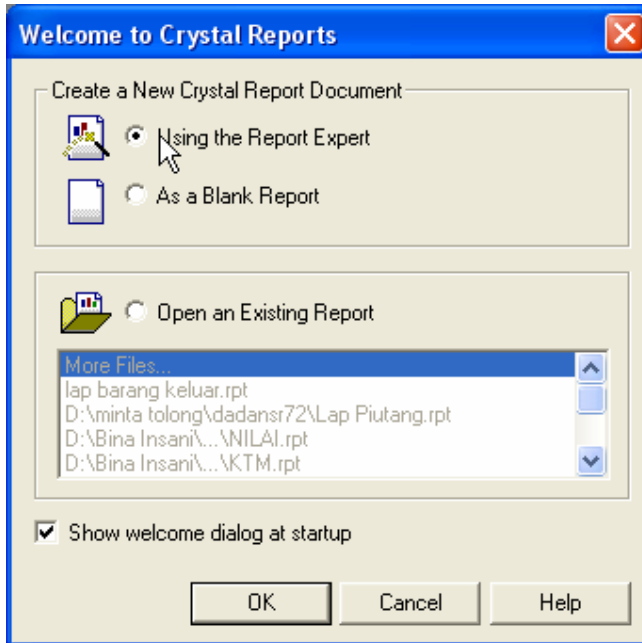 Welcome to Crystal Reports
Create a New Crystal Report Document
Using the Report Expert
As a Blank Report
Open an Existing Report
More Files...
lap barang keluar.rpt
D:\minta tolong\dadansr72\Lap Piutang.rpt
D:\Bina Insani\...\NILAI.rpt
D:\Bina Insani\...\KTM.rpt
Show welcome dialog at startup
OK
Cancel
Help